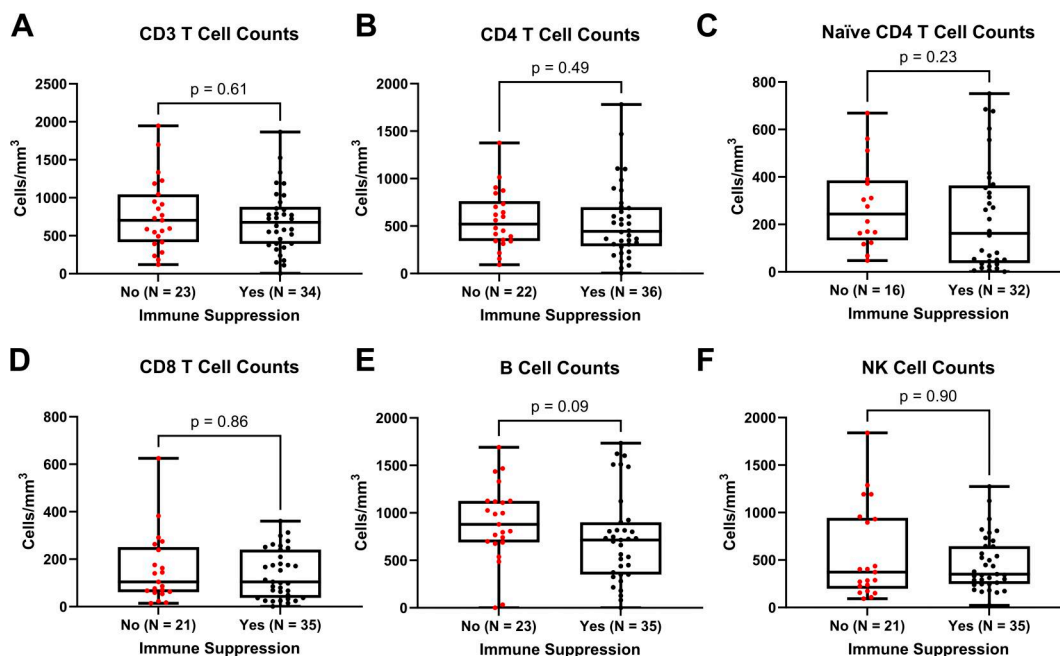 A
CD3 T Cell Counts
p = 0.61
Cells/mm³
2500
2000
1500
1000
500
0
No (N = 23) Yes (N = 34)
Immune Suppression
B
CD4 T Cell Counts
p = 0.49
Cells/mm³
2000
1500
1000
500
0
No (N = 22) Yes (N = 36)
Immune Suppression
C
Naïve CD4 T Cell Counts
p = 0.23
Cells/mm³
800
600
400
200
0
No (N = 16) Yes (N = 32)
Immune Suppression
D
CD8 T Cell Counts
p = 0.86
Cells/mm³
800
600
400
200
0
No (N = 21) Yes (N = 35)
Immune Suppression
E
B Cell Counts
p = 0.09
Cells/mm³
2000
1500
1000
500
0
No (N = 23) Yes (N = 35)
Immune Suppression
F
NK Cell Counts
p = 0.90
Cells/mm³
2000
1500
1000
500
0
No (N = 21) Yes (N = 35)
Immune Suppression